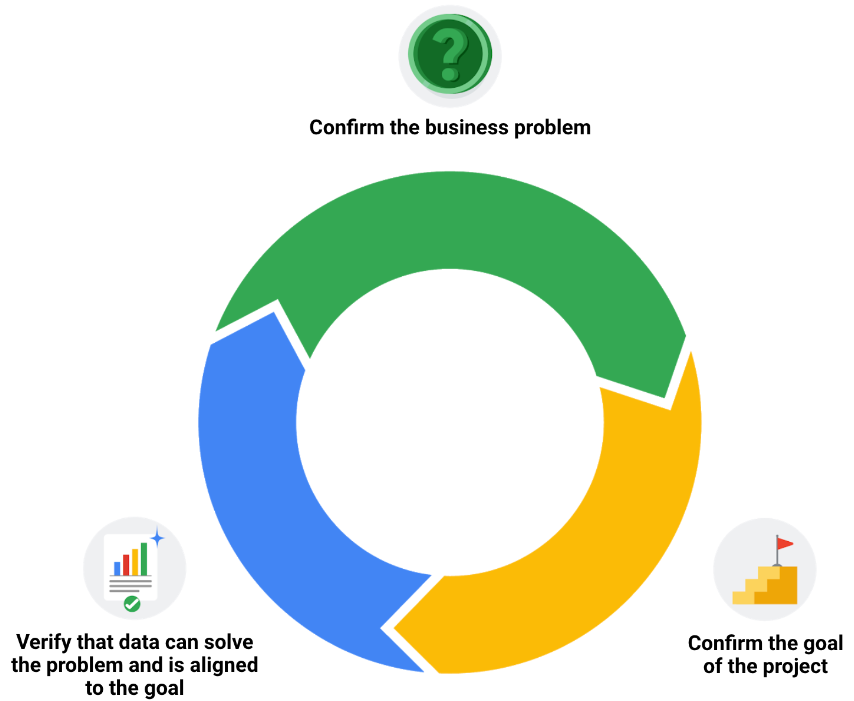 ?
Confirm the business problem
Verify that data can solve
the problem and is aligned
to the goal
Confirm the goal
of the project